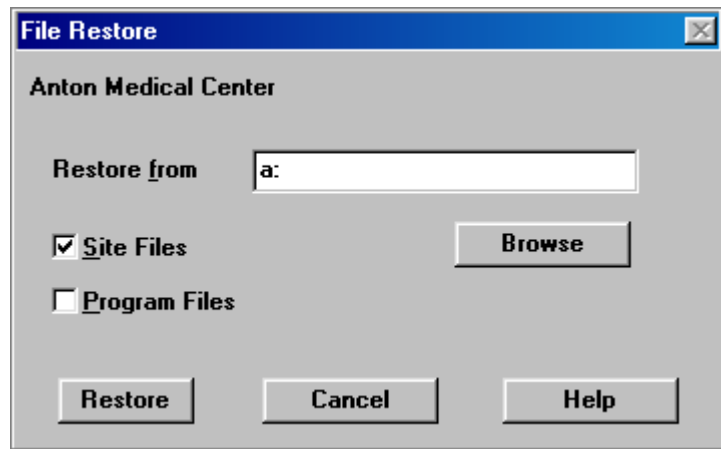 File Restore
Anton Medical Center
Restore from a:
Site Files
Browse
Program Files
Restore Cancel Help